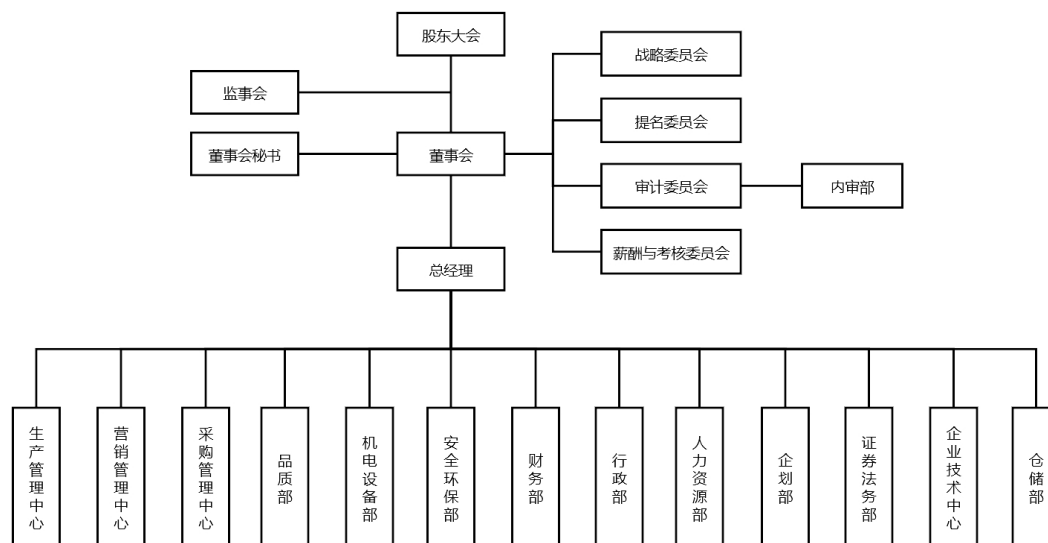 股东大会
战略委员会
监事会
提名委员会
董事会秘书
董事会
审计委员会
内审部
薪酬与考核委员会
总经理
生产管理中心
营销管理中心
采购管理中心
品质部
机电设备部
安全环保部
财务部
行政部
人力资源部
企划部
证券法务部
企业技术中心
仓储部